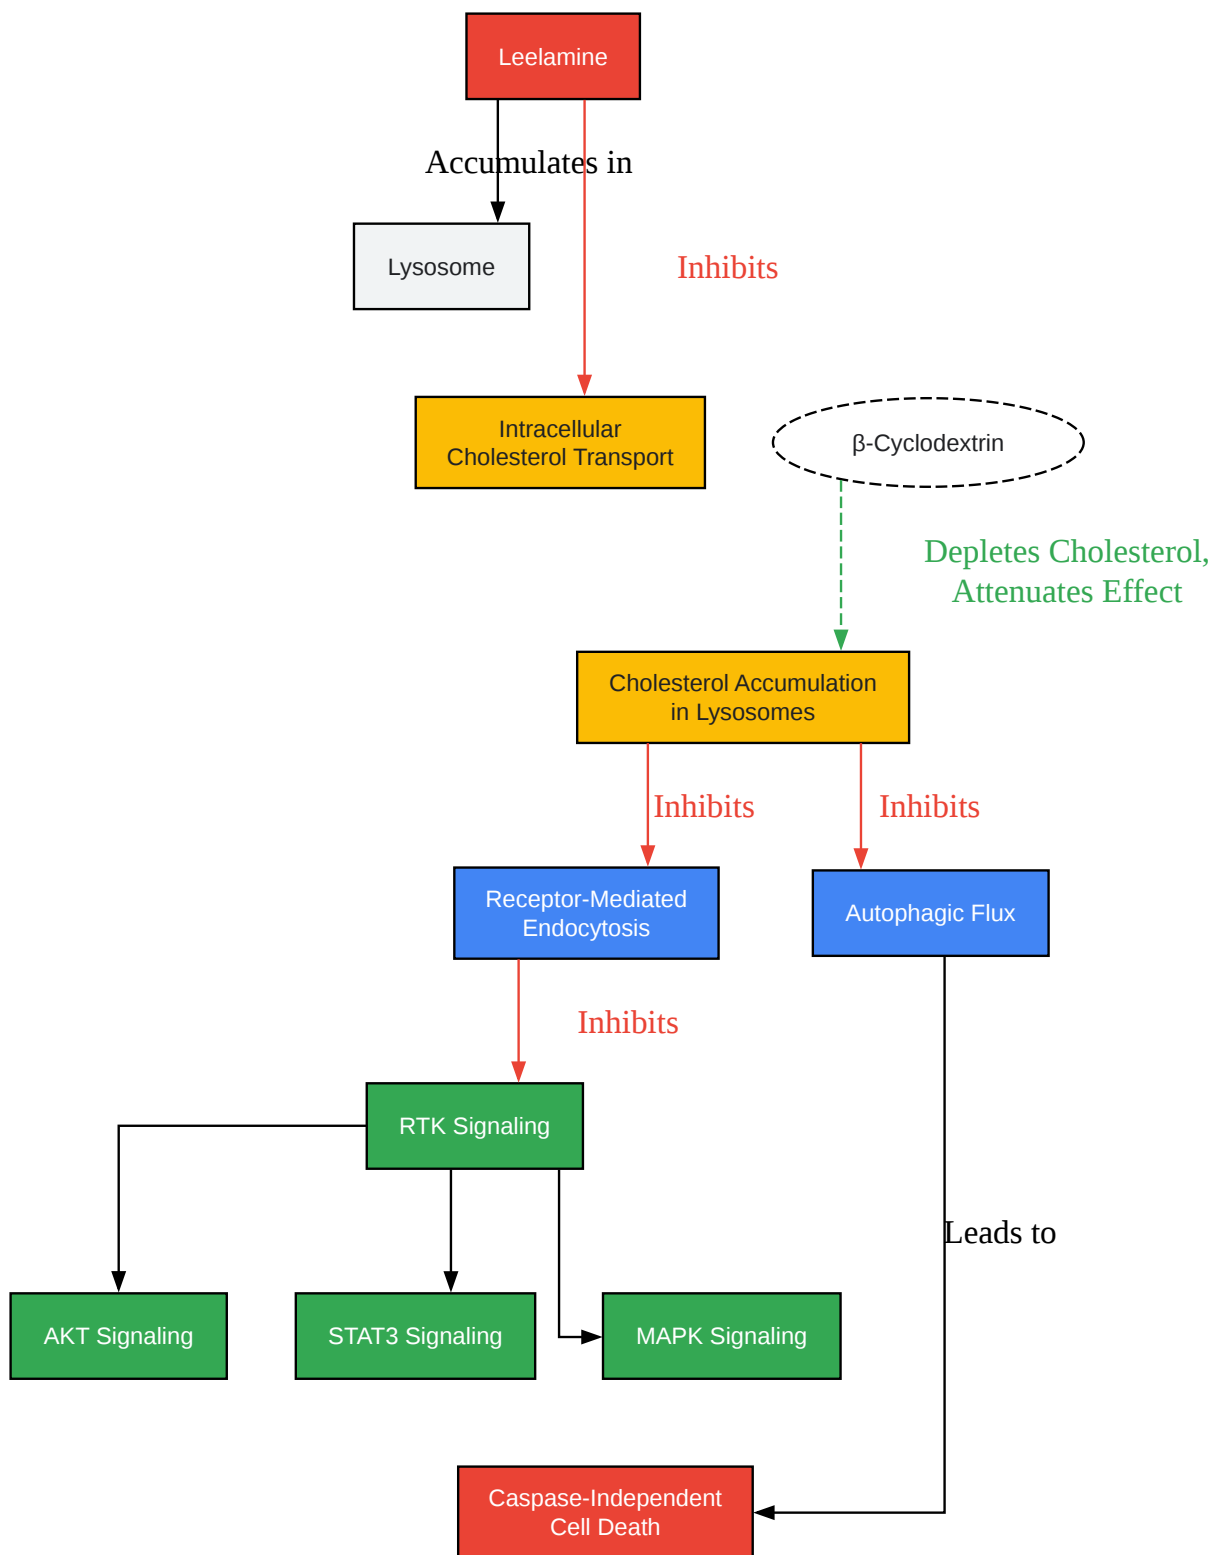 Leelamine
Accumulates in
Lysosome
Inhibits
Intracellular
Cholesterol Transport
β-Cyclodextrin
Depletes Cholesterol,
Attenuates Effect
Cholesterol Accumulation
in Lysosomes
Inhibits
Inhibits
Receptor-Mediated
Endocytosis
Autophagic Flux
Inhibits
RTK Signaling
Leads to
AKT Signaling
STAT3 Signaling
MAPK Signaling
Caspase-Independent
Cell Death